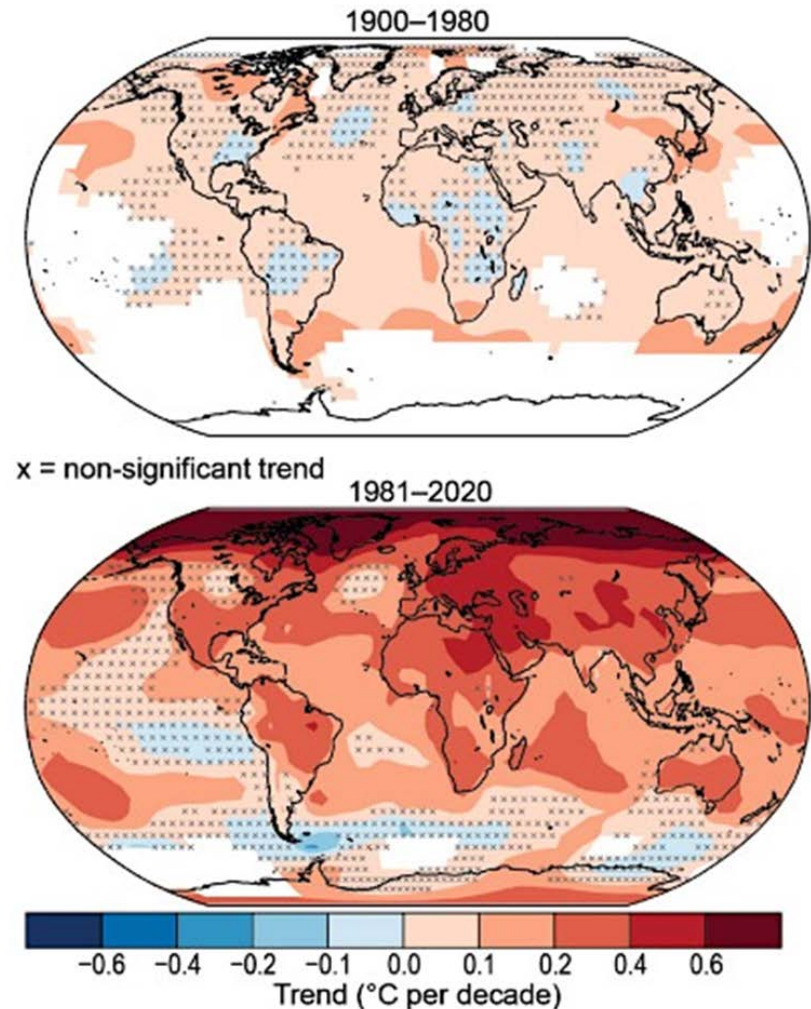 1900–1980
x = non-significant trend
1981–2020
−0.6 −0.4 −0.2 −0.1 0.0 0.1 0.2 0.4 0.6
Trend (°C per decade)